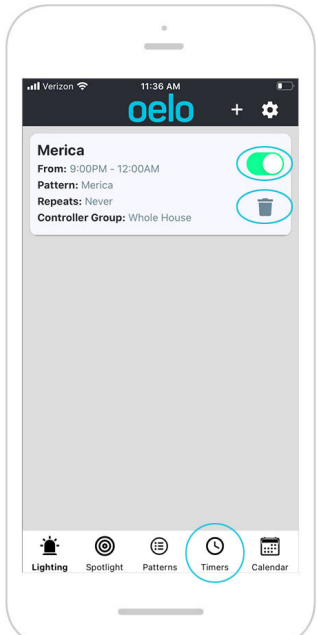 Verizon 11:36 AM
oelo +
Merica
From: 9:00PM - 12:00AM
Pattern: Merica
Repeats: Never
Controller Group: Whole House
Lighting Spotlight Patterns Timers Calendar